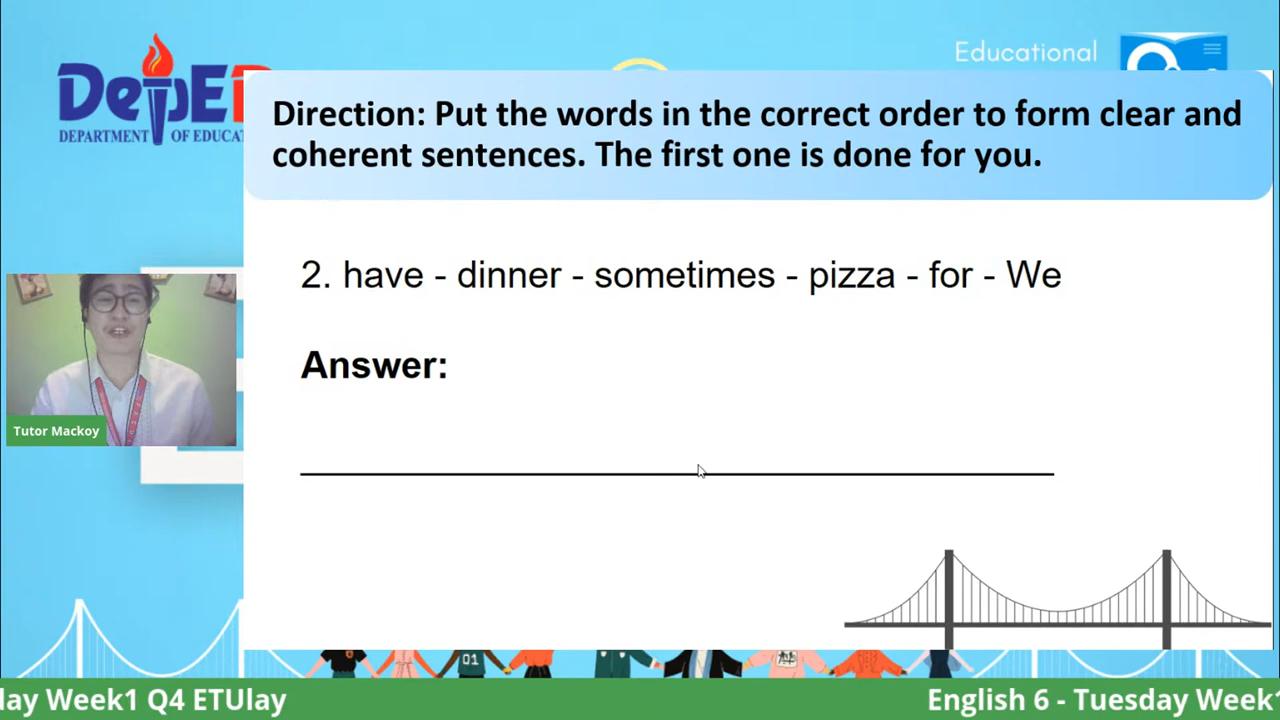 DepE
DEPARTMENT OF EDUCAT
Educational
Direction: Put the words in the correct order to form clear and
coherent sentences. The first one is done for you.
2. have - dinner - sometimes - pizza - for - We
Answer:
Tutor Mackoy
01
lay Week1 Q4 ETUlay
English 6 - Tuesday Week1